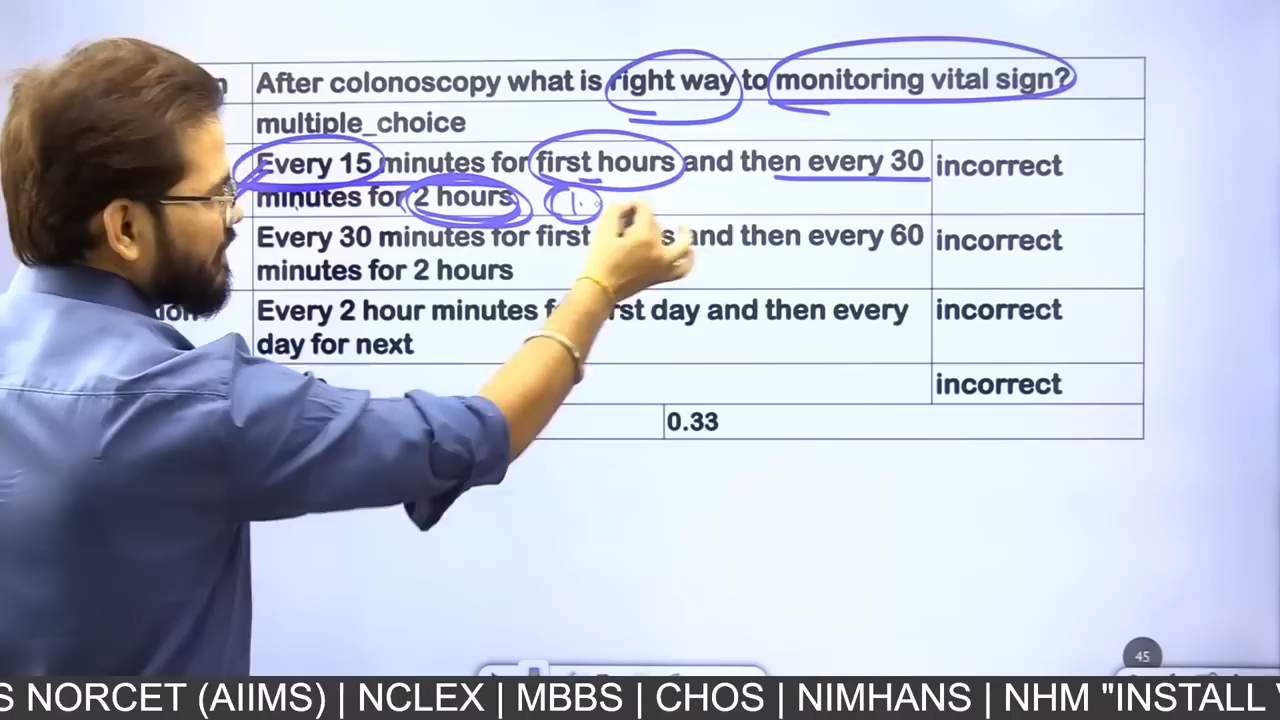 After colonoscopy what is right way to monitoring vital sign?
multiple_choice
Every 15 minutes for first hours and then every 30 incorrect
minutes for 2 hours
Every 30 minutes for first and then every 60 incorrect
minutes for 2 hours
Every 2 hour minutes first day and then every incorrect
day for next
incorrect
0.33
45
S NORCET (AIIMS) | NCLEX | MBBS | CHOS | NIMHANS | NHM "INSTALL